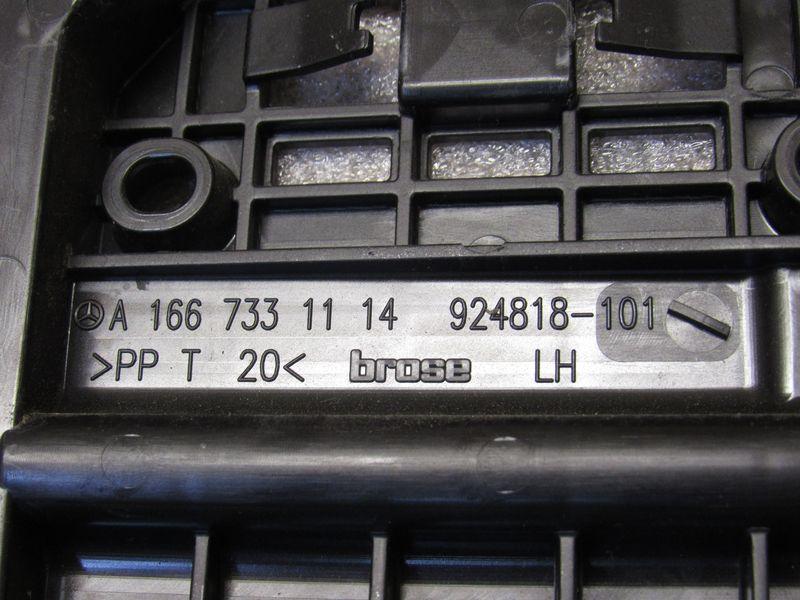 A 166 733 11 14 924818-101
>PP T 20< brose LH